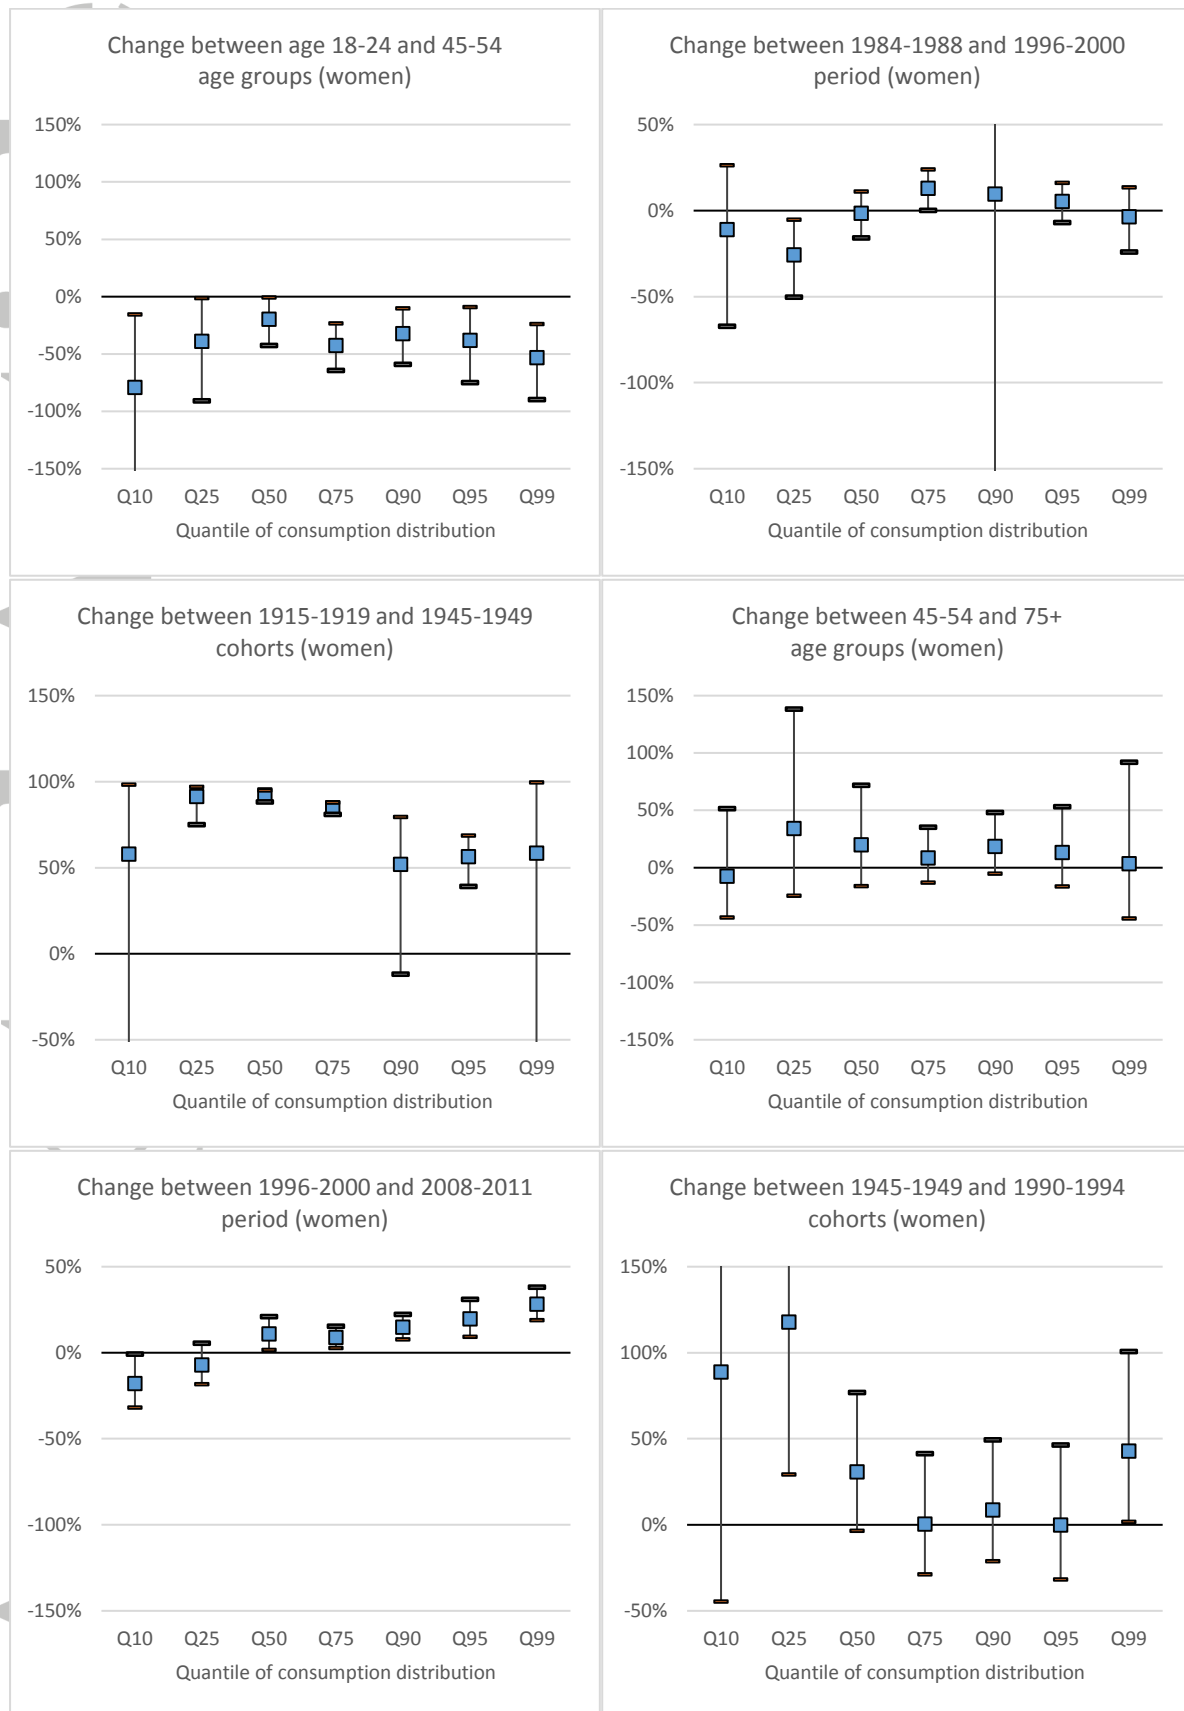 Change between age 18-24 and 45-54
age groups (women)
150%
100%
50%
0%
-50%
-100%
-150%
Q10 Q25 Q50 Q75 Q90 Q95 Q99
Quantile of consumption distribution
Change between 1984-1988 and 1996-2000
period (women)
50%
0%
-50%
-100%
-150%
Q10 Q25 Q50 Q75 Q90 Q95 Q99
Quantile of consumption distribution
Change between 1915-1919 and 1945-1949
cohorts (women)
150%
100%
50%
0%
-50%
Q10 Q25 Q50 Q75 Q90 Q95 Q99
Quantile of consumption distribution
Change between 45-54 and 75+
age groups (women)
150%
100%
50%
0%
-50%
-100%
-150%
Q10 Q25 Q50 Q75 Q90 Q95 Q99
Quantile of consumption distribution
Change between 1996-2000 and 2008-2011
period (women)
50%
0%
-50%
-100%
-150%
Q10 Q25 Q50 Q75 Q90 Q95 Q99
Quantile of consumption distribution
Change between 1945-1949 and 1990-1994
cohorts (women)
150%
100%
50%
0%
-50%
Q10 Q25 Q50 Q75 Q90 Q95 Q99
Quantile of consumption distribution